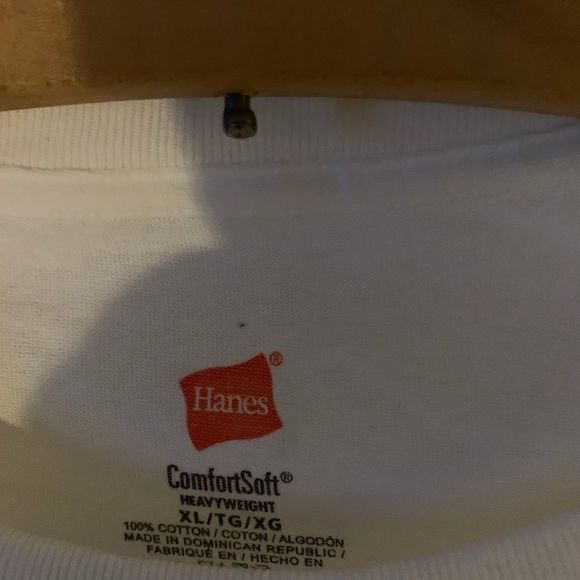 Hanes®
ComfortSoft®
HEAVYWEIGHT
XL/TG/XG
100% COTTON / COTON / ALGODÓN
MADE IN DOMINICAN REPUBLIC /
FABRIQUÉ EN / HECHO EN